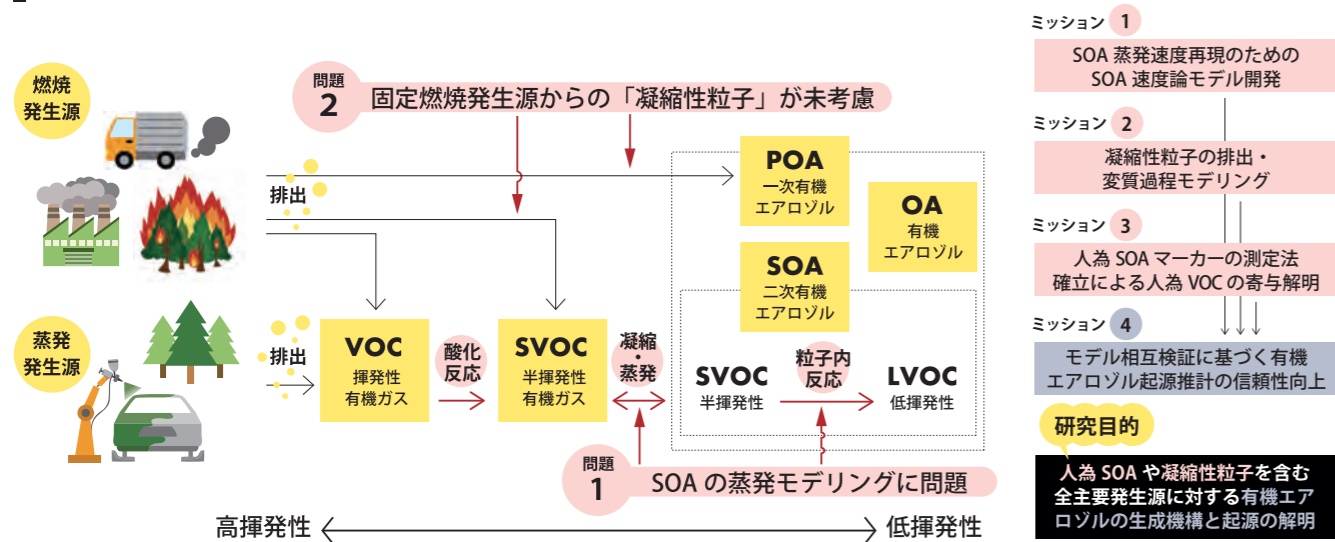 燃焼
発生源
問題
2
固定燃焼発生源からの「凝縮性粒子」が未考慮
排出
POA
一次有機
エアロゾル
OA
有機
エアロゾル
SOA
二次有機
エアロゾル
蒸発
発生源
排出
VOC
揮発性
有機ガス
酸化
反応
SVOC
半揮発性
有機ガス
凝縮
・
蒸発
SVOC
半揮発性
粒子内
反応
LVOC
低揮発性
問題
1
SOA の蒸発モデリングに問題
高揮発性
低揮発性
ミッション 1
SOA 蒸発速度再現のための
SOA 速度論モデル開発
ミッション 2
凝縮性粒子の排出・
変質過程モデリング
ミッション 3
人為 SOA マーカーの測定法
確立による人為 VOC の寄与解明
ミッション 4
モデル相互検証に基づく有機
エアロゾル起源推計の信頼性向上
研究目的
人為 SOA や凝縮性粒子を含む
全主要発生源に対する有機エア
ロゾルの生成機構と起源の解明